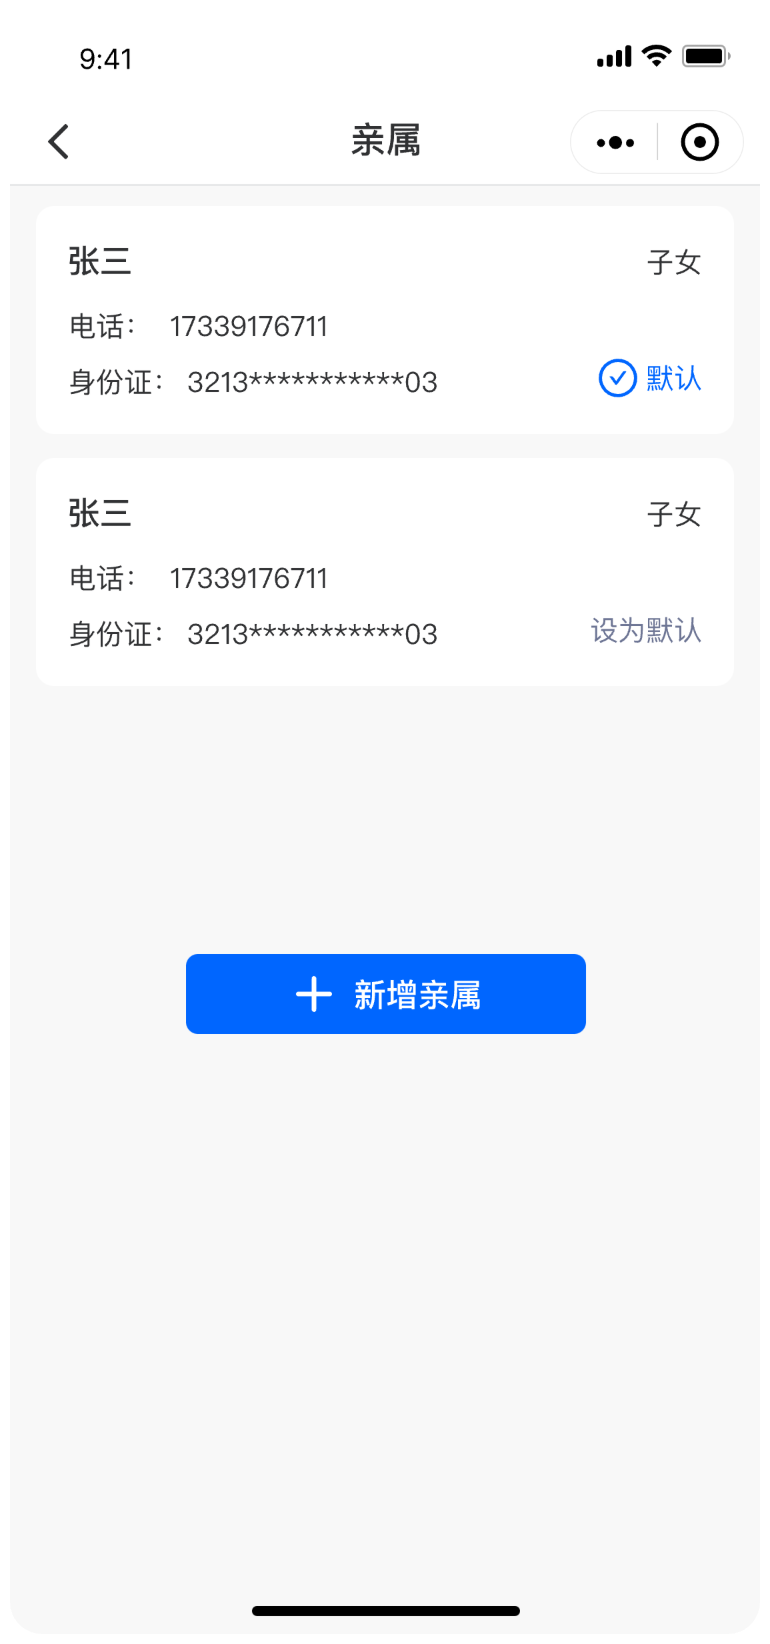 9:41
亲属
张三 子女
电话： 17339176711
身份证： 3213***********03 默认
张三 子女
电话： 17339176711
身份证： 3213***********03 设为默认
新增亲属